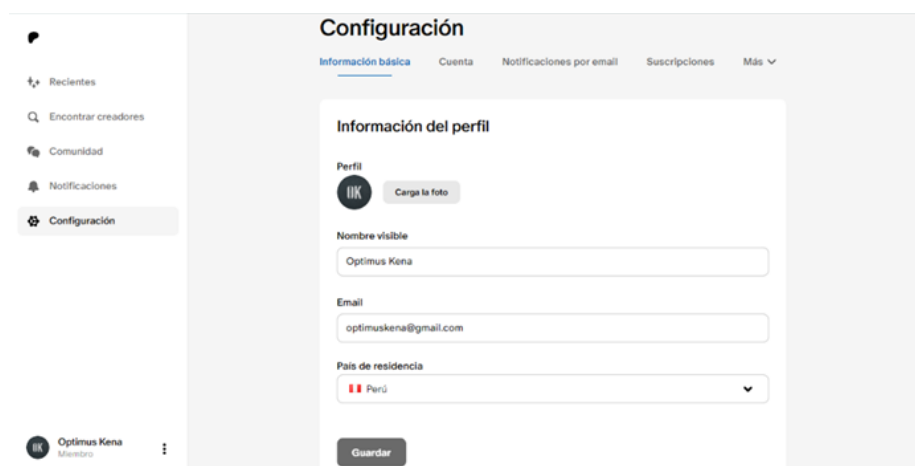 Recientes
Encontrar creadores
Comunidad
Notificaciones
Configuración
Optimus Kena
Miembro
Configuración
Información básica Cuenta Notificaciones por email Suscripciones Más
Información del perfil
Perfil
OK Carga la foto
Nombre visible
Optimus Kena
Email
optimuskena@gmail.com
País de residencia
Perú
Guardar